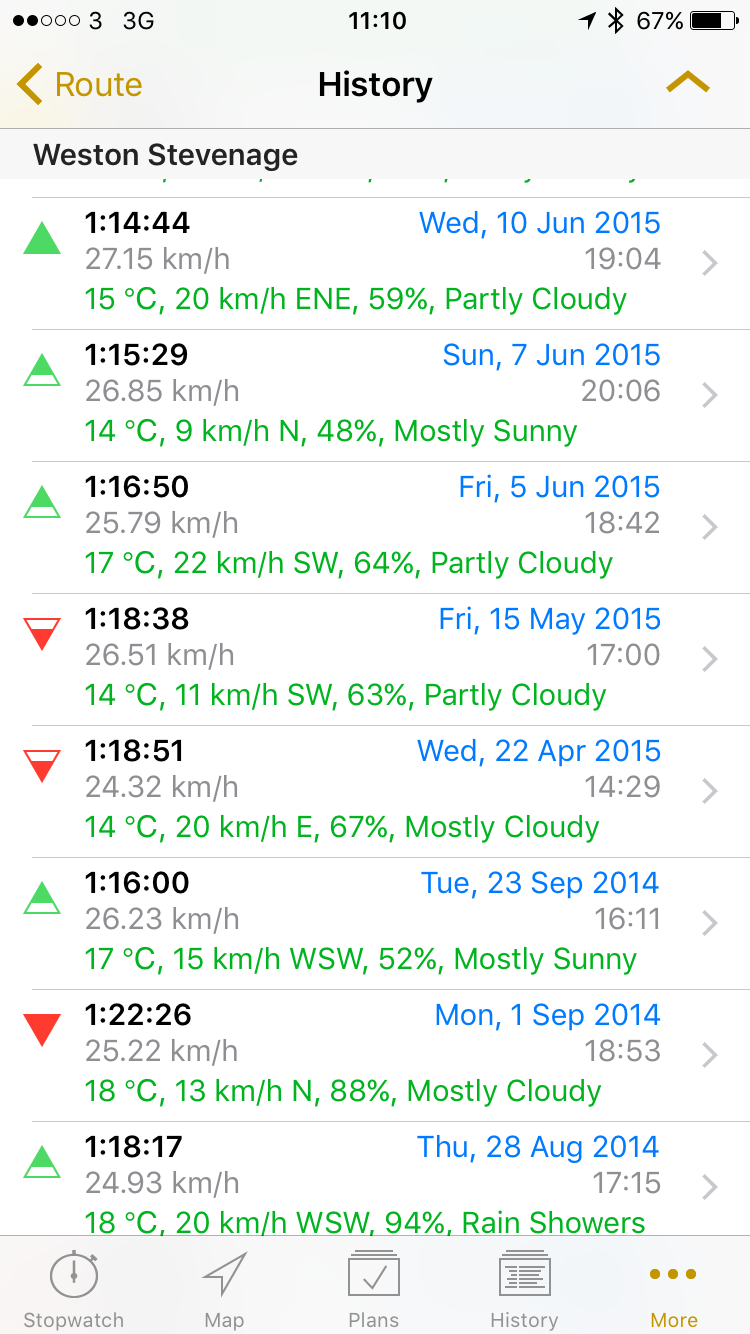 3 3G 11:10 67%
Route History
Weston Stevenage
1:14:44 Wed, 10 Jun 2015
27.15 km/h 19:04
15 °C, 20 km/h ENE, 59%, Partly Cloudy
1:15:29 Sun, 7 Jun 2015
26.85 km/h 20:06
14 °C, 9 km/h N, 48%, Mostly Sunny
1:16:50 Fri, 5 Jun 2015
25.79 km/h 18:42
17 °C, 22 km/h SW, 64%, Partly Cloudy
1:18:38 Fri, 15 May 2015
26.51 km/h 17:00
14 °C, 11 km/h SW, 63%, Partly Cloudy
1:18:51 Wed, 22 Apr 2015
24.32 km/h 14:29
14 °C, 20 km/h E, 67%, Mostly Cloudy
1:16:00 Tue, 23 Sep 2014
26.23 km/h 16:11
17 °C, 15 km/h WSW, 52%, Mostly Sunny
1:22:26 Mon, 1 Sep 2014
25.22 km/h 18:53
18 °C, 13 km/h N, 88%, Mostly Cloudy
1:18:17 Thu, 28 Aug 2014
24.93 km/h 17:15
18 °C, 20 km/h WSW, 94%, Rain Showers
Stopwatch Map Plans History More